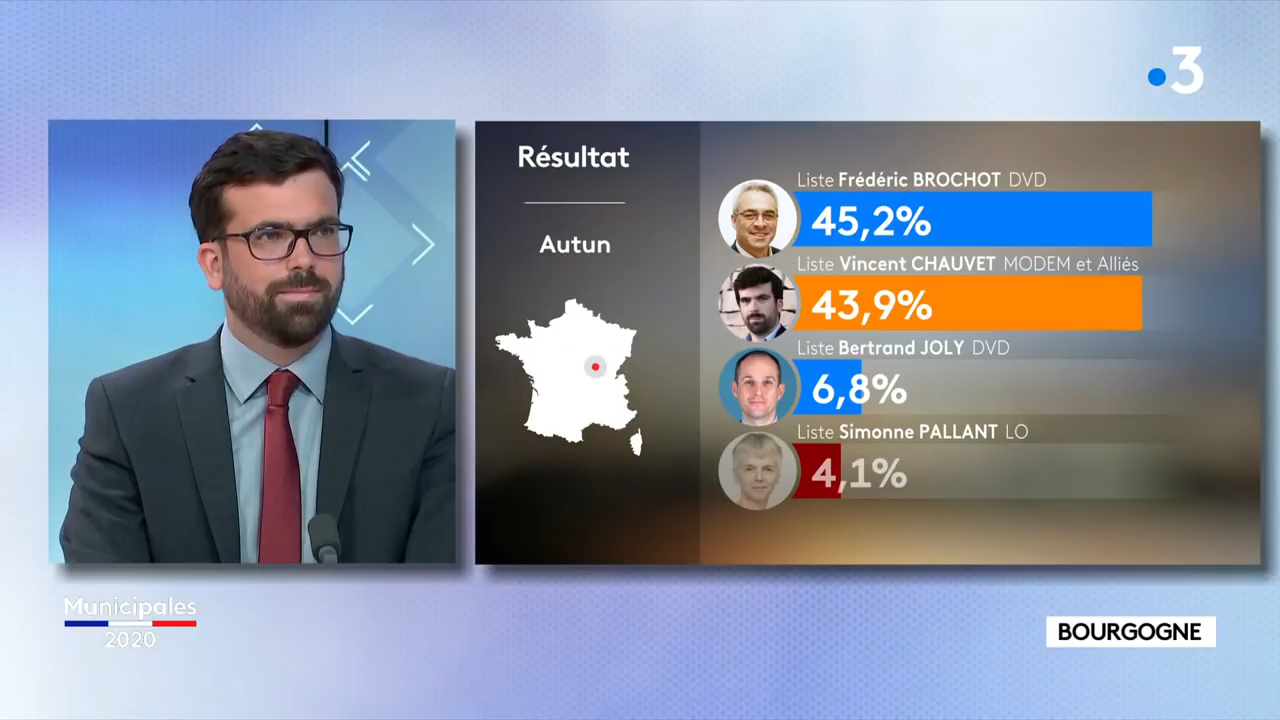 3
Résultat
Autun
Liste Frédéric BROCHOT DVD
45,2%
Liste Vincent CHAUVET MODEM et Alliés
43,9%
Liste Bertrand JOLY DVD
6,8%
Liste Simonne PALLANT LO
4,1%
Municipales
2020
BOURGOGNE